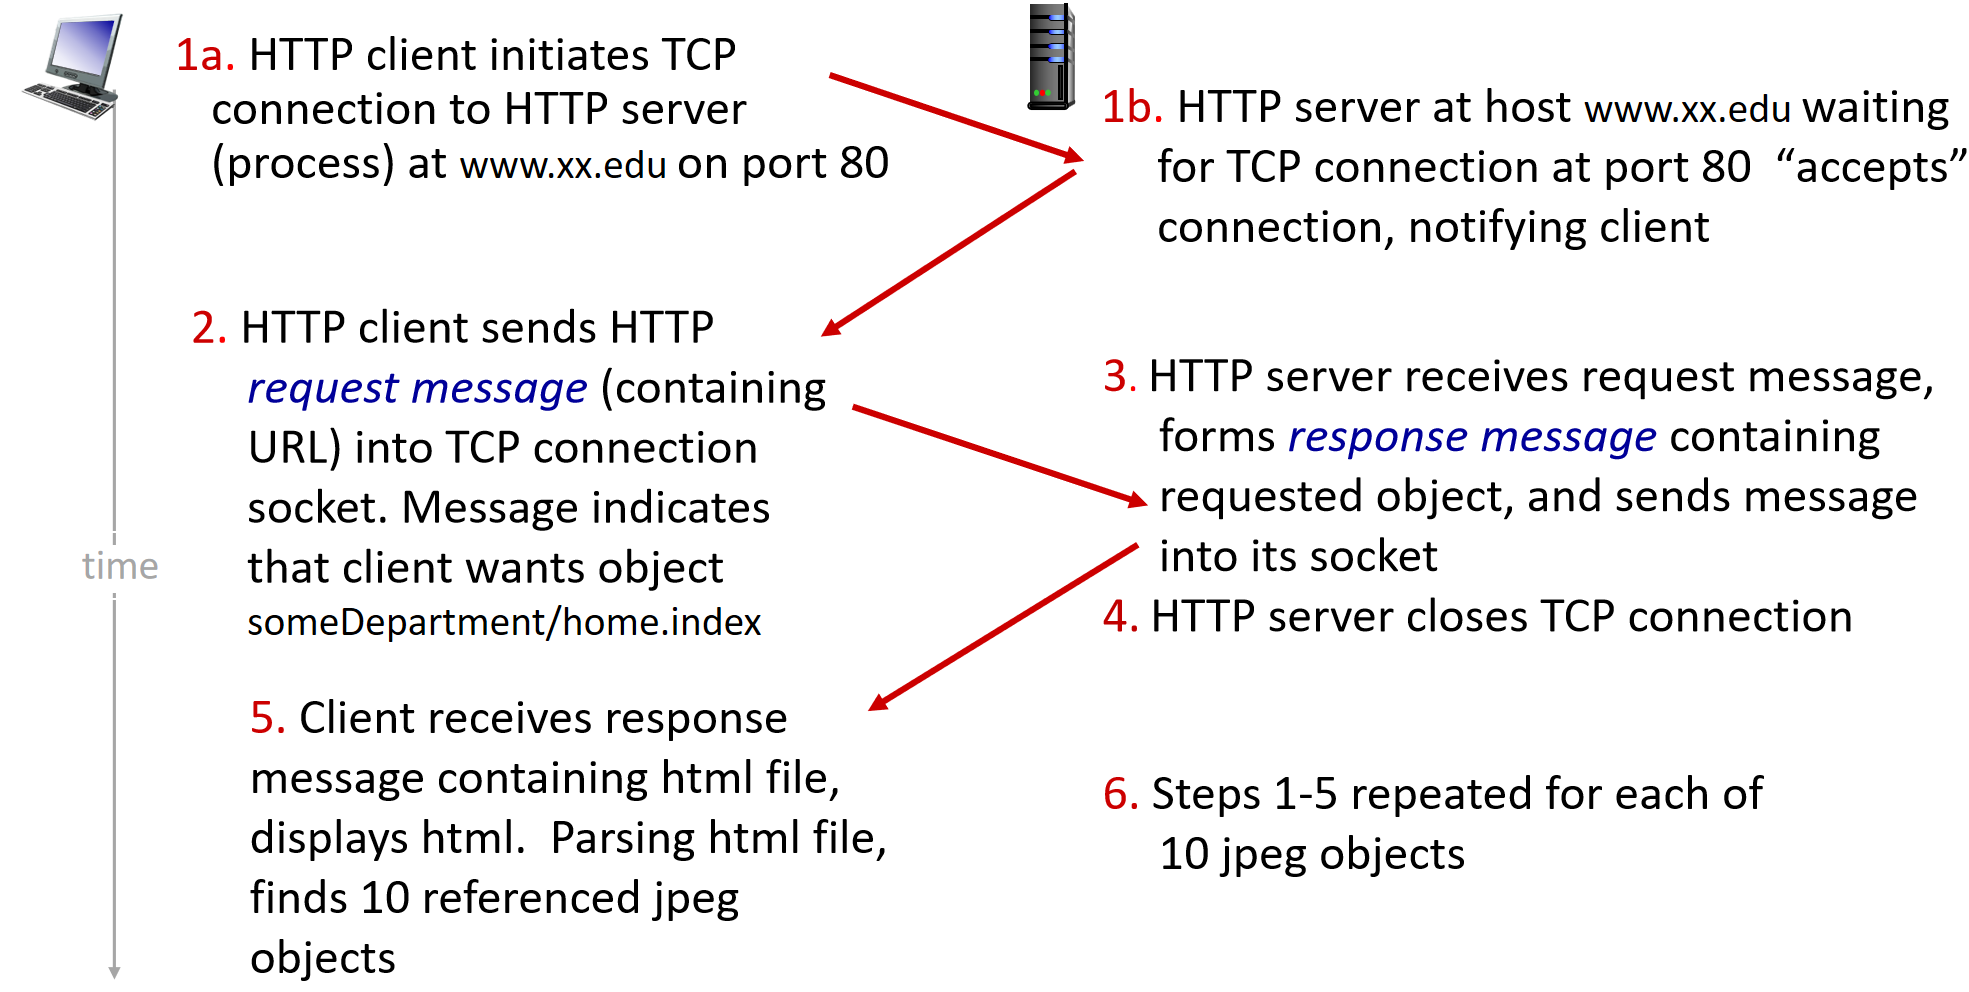 1a. HTTP client initiates TCP
connection to HTTP server
(process) at www.xx.edu on port 80
1b. HTTP server at host www.xx.edu waiting
for TCP connection at port 80 “accepts”
connection, notifying client
2. HTTP client sends HTTP
request message (containing
URL) into TCP connection
socket. Message indicates
that client wants object
someDepartment/home.index
3. HTTP server receives request message,
forms response message containing
requested object, and sends message
into its socket
time
4. HTTP server closes TCP connection
5. Client receives response
message containing html file,
displays html. Parsing html file,
finds 10 referenced jpeg
objects
6. Steps 1-5 repeated for each of
10 jpeg objects